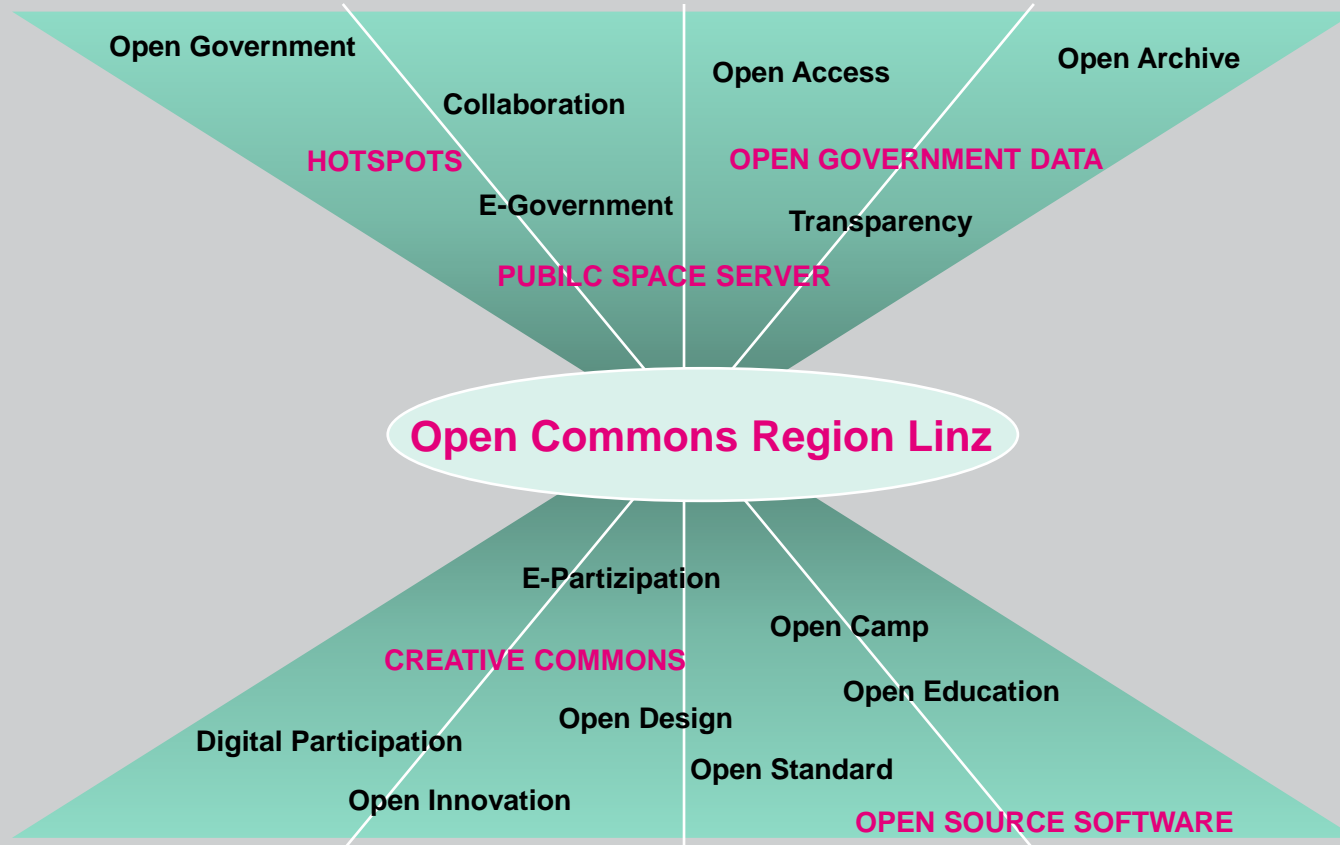 Open Government
Open Archive
Open Access
Collaboration
HOTSPOTS
OPEN GOVERNMENT DATA
E-Government
Transparency
PUBILC SPACE SERVER
Open Commons Region Linz
E-Partizipation
Open Camp
CREATIVE COMMONS
Open Education
Open Design
Digital Participation
Open Standard
Open Innovation
OPEN SOURCE SOFTWARE